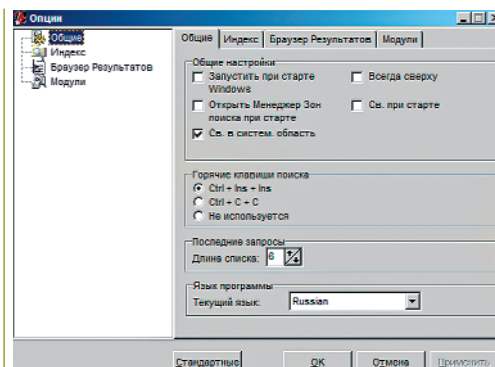 Опции
Общие
Индекс
Браузер Результатов
Модули
Общие Индекс Браузер Результатов Модули
Общие настройки
Запустить при старте Windows
Всегда сверху
Открыть Менеджер Зон поиска при старте
Св. при старте
Св. в систем. область
Горячие клавиши поиска
Ctrl + Ins + Ins
Ctrl + C + C
Не используется
Последние запросы
Длина списка: 6
Язык программы
Текущий язык: Russian
Стандартные OK Отмена Применить